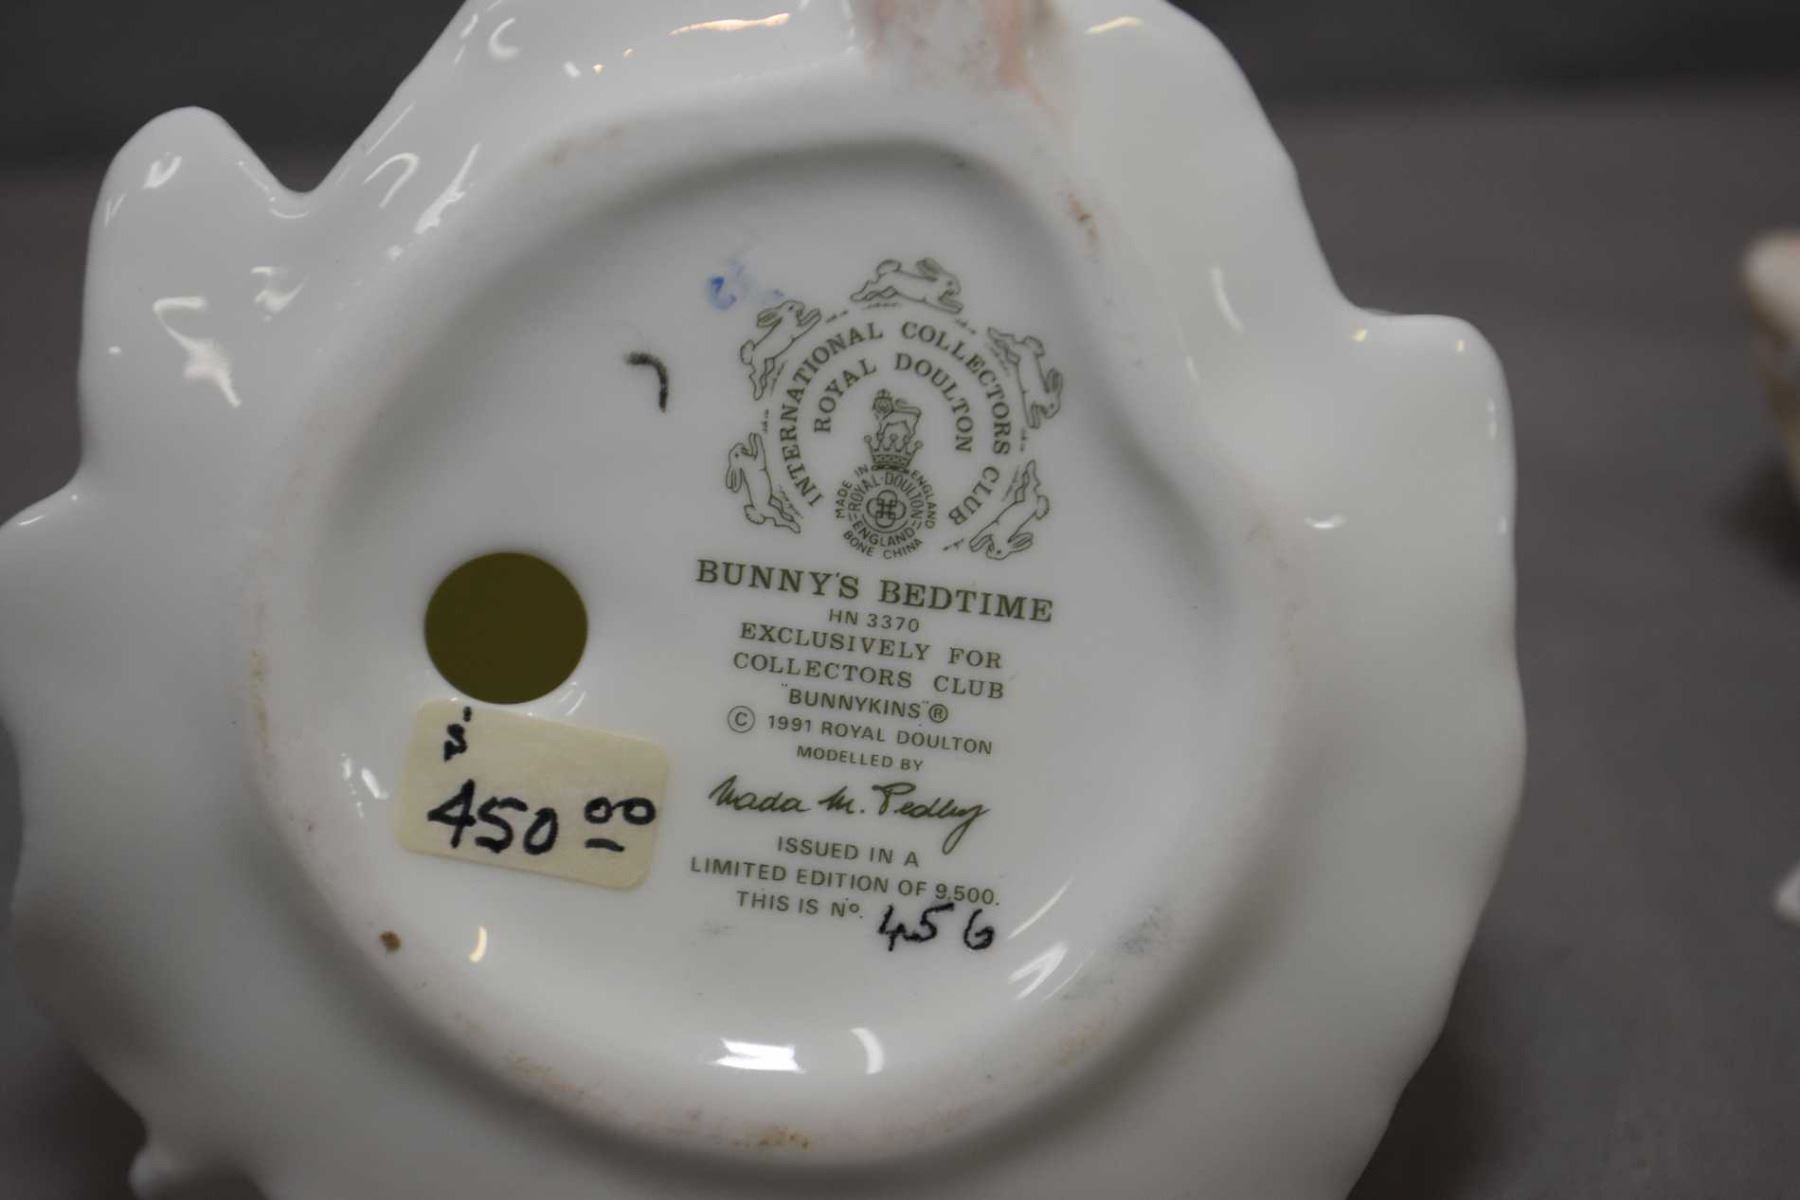 INTERNATIONAL COLLECTORS CLUB
ROYAL DOULTON
MADE IN ENGLAND
ROYAL·DOULTON
ENGLAND
BONE CHINA
BUNNY'S BEDTIME
HN 3370
EXCLUSIVELY FOR
COLLECTORS CLUB
"BUNNYKINS"®
© 1991 ROYAL DOULTON
MODELLED BY
Nada M. Pedley
ISSUED IN A
LIMITED EDITION OF 9,500.
THIS IS Nº. 456
450 00